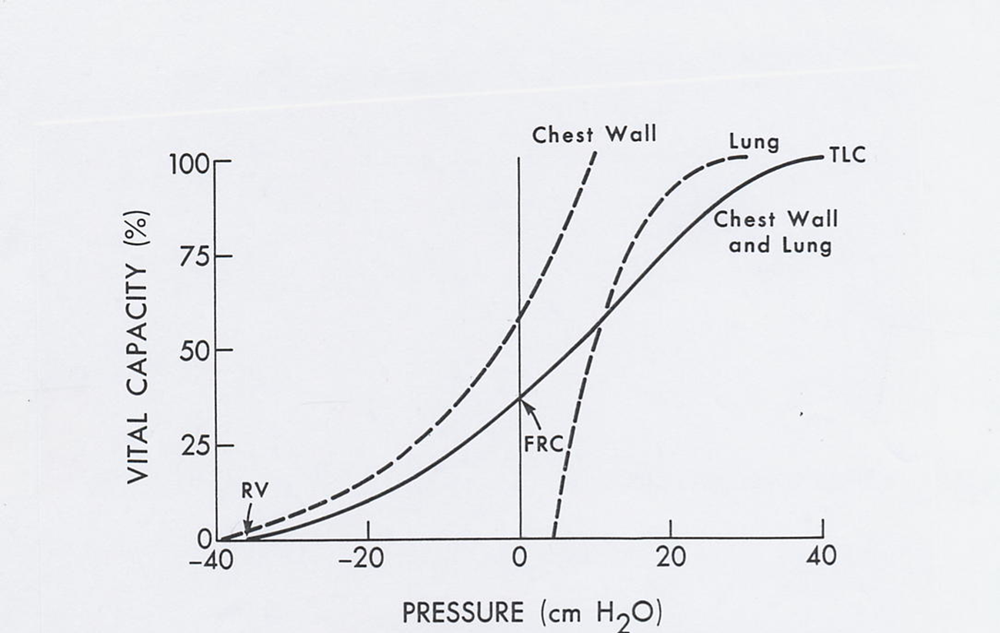 Chest Wall
Lung
TLC
100
Chest Wall
and Lung
75
VITAL CAPACITY (%)
50
25
FRC
RV
0
−40
−20
0
20
40
PRESSURE (cm H₂O)